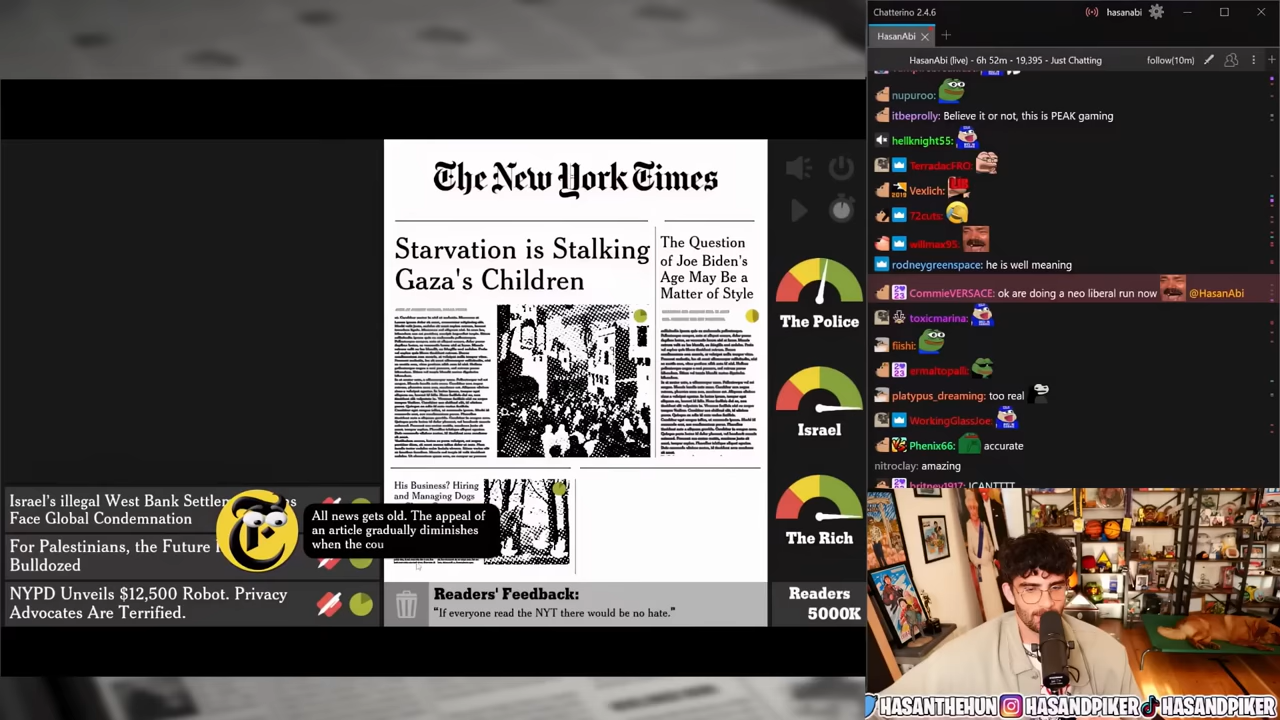 The New York Times
Starvation is Stalking
Gaza's Children
The Question
of Joe Biden's
Age May Be a
Matter of Style
The Police
Israel
The Rich
His Business? Hiring
and Managing Dogs
Israel's illegal West Bank
Face Global Condemnation
For Palestinians, the Future
Bulldozed
NYPD Unveils $12,500 Robot. Privacy
Advocates Are Terrified.
All news gets old. The appeal of
an article gradually diminishes
when the cou
Readers' Feedback:
"If everyone read the NYT there would be no hate."
Readers
5000K
Chatterino 2.4.6
hasanabi
HasanAbi
HasanAbi (live) - 6h 52m - 19,395 - Just Chatting
follow(10m)
nupuroo:
itbeprolly: Believe it or not, this is PEAK gaming
hellknight55:
TerradacFRO:
2019 Vexlich:
72cuts:
willmax95:
rodneygreenspace: he is well meaning
CommieVERSACE: ok are doing a neo liberal run now @HasanAbi
toxicmarina:
fiishi:
ermaltopalli:
platypus_dreaming: too real
WorkingGlassJoe:
Phenix66: accurate
nitroclay: amazing
britney1917: JCANTTTT
HASANTHEHUN HASANDPIKER HASANDPIKER